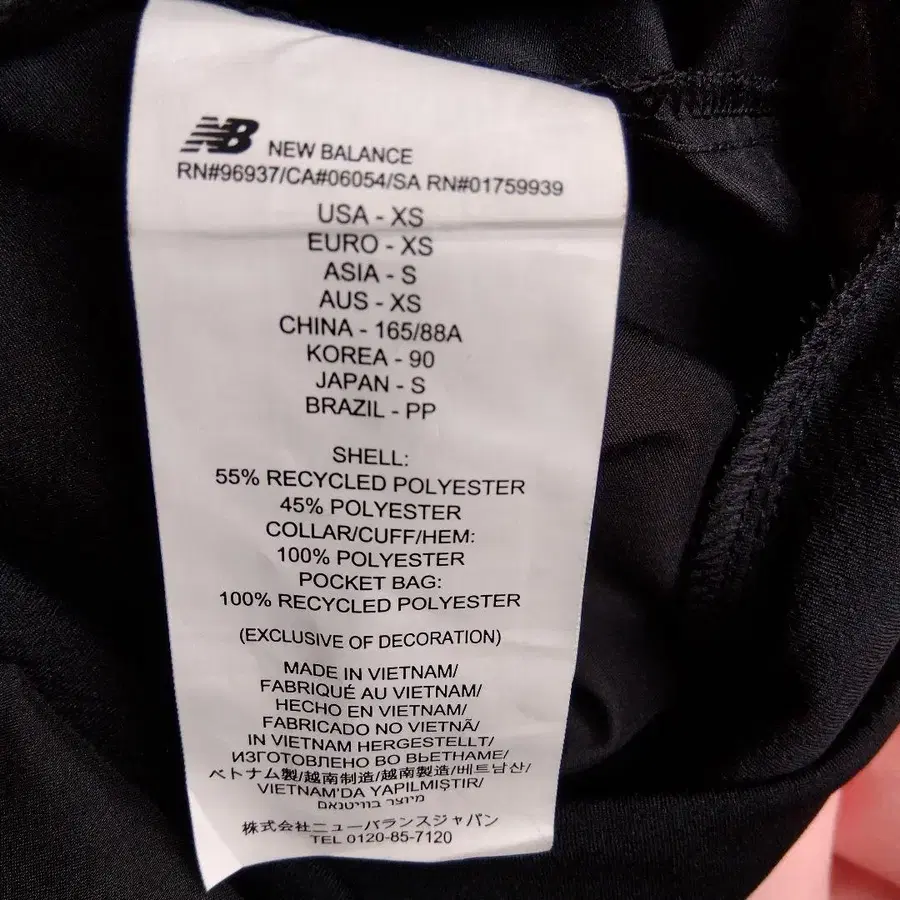 NB NEW BALANCE
RN#96937/CA#06054/SA RN#01759939
USA - XS
EURO - XS
ASIA - S
AUS - XS
CHINA - 165/88A
KOREA - 90
JAPAN - S
BRAZIL - PP
SHELL:
55% RECYCLED POLYESTER
45% POLYESTER
COLLAR/CUFF/HEM:
100% POLYESTER
POCKET BAG:
100% RECYCLED POLYESTER
(EXCLUSIVE OF DECORATION)
MADE IN VIETNAM/
FABRIQUÉ AU VIETNAM/
HECHO EN VIETNAM/
FABRICADO NO VIETNÃ/
IN VIETNAM HERGESTELLT/
ИЗГОТОВЛЕНО ВО ВЬЕТНАМЕ/
ベトナム製/越南制造/越南製造/베트남산/
VIETNAM'DA YAPILMIŞTIR/
מיוצר בוייטנאם
株式会社ニューバランスジャパン
TEL 0120-85-7120